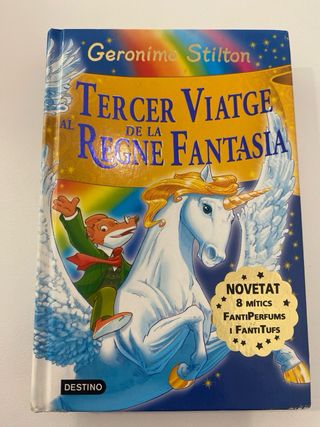 Geronimo Stilton
TERCER VIATGE
AL REGNE DE LA FANTASIA
NOVETAT
8 MÍTICS
FANTIPERFUMS
I FANTITUFS
DESTINO